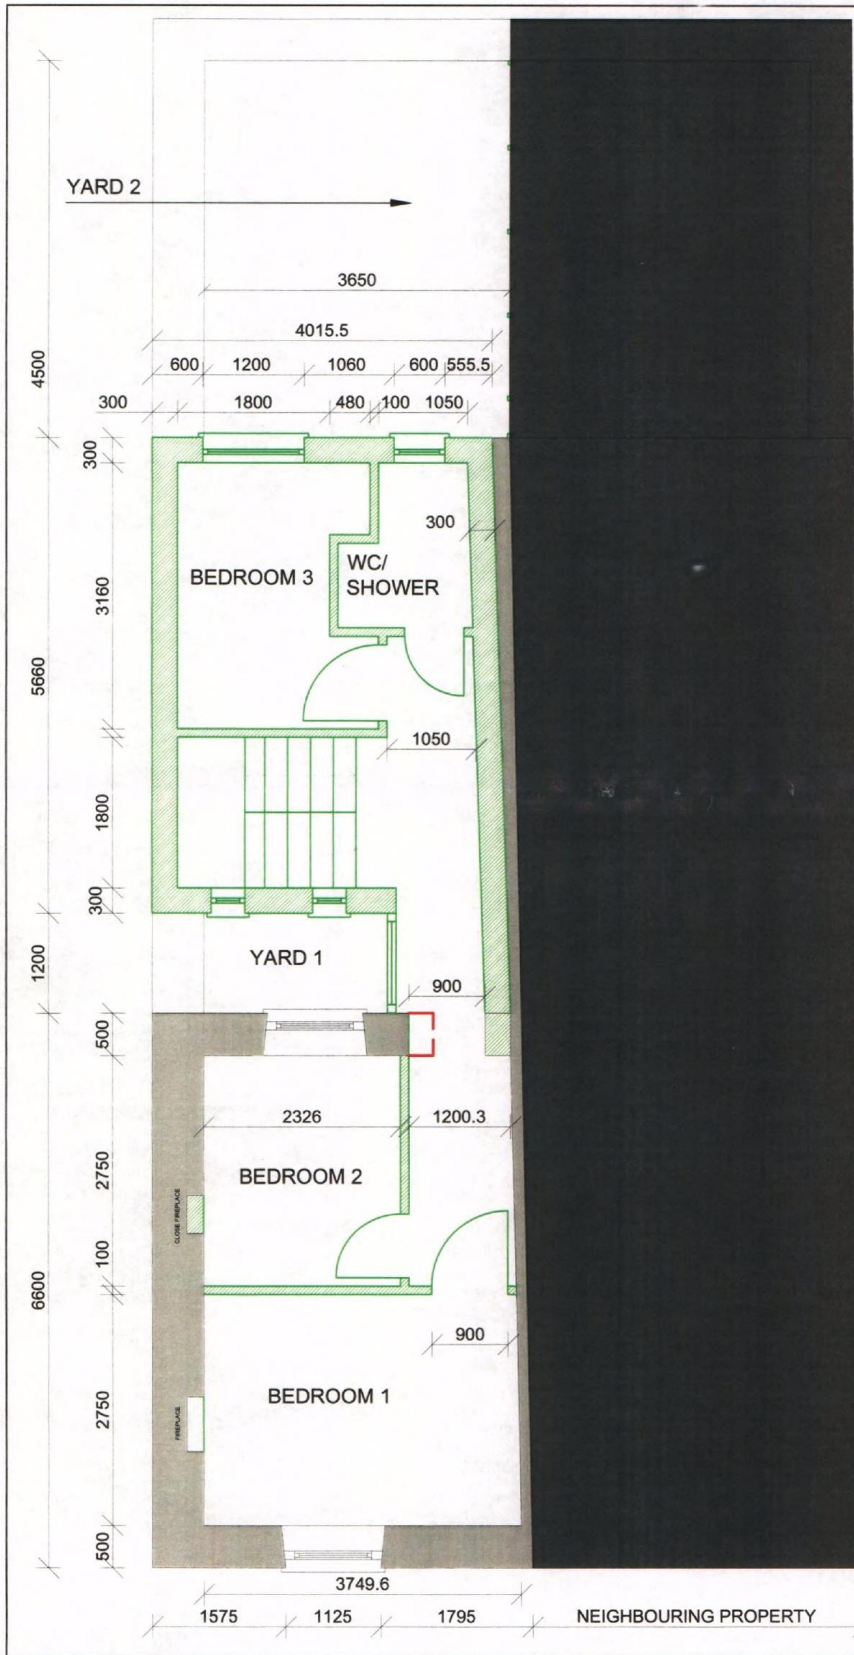 YARD 2
3650
4015.5
600 1200 1060 600 555.5
300 1800 480 100 1050
4500
300
300
BEDROOM 3
WC/
SHOWER
3160
5660
1050
1800
300
YARD 1
1200
900
500
2326 1200.3
BEDROOM 2
2750
CLOSE FIREPLACE
100
6600
900
BEDROOM 1
2750
FIREPLACE
500
3749.6
1575 1125 1795 NEIGHBOURING PROPERTY